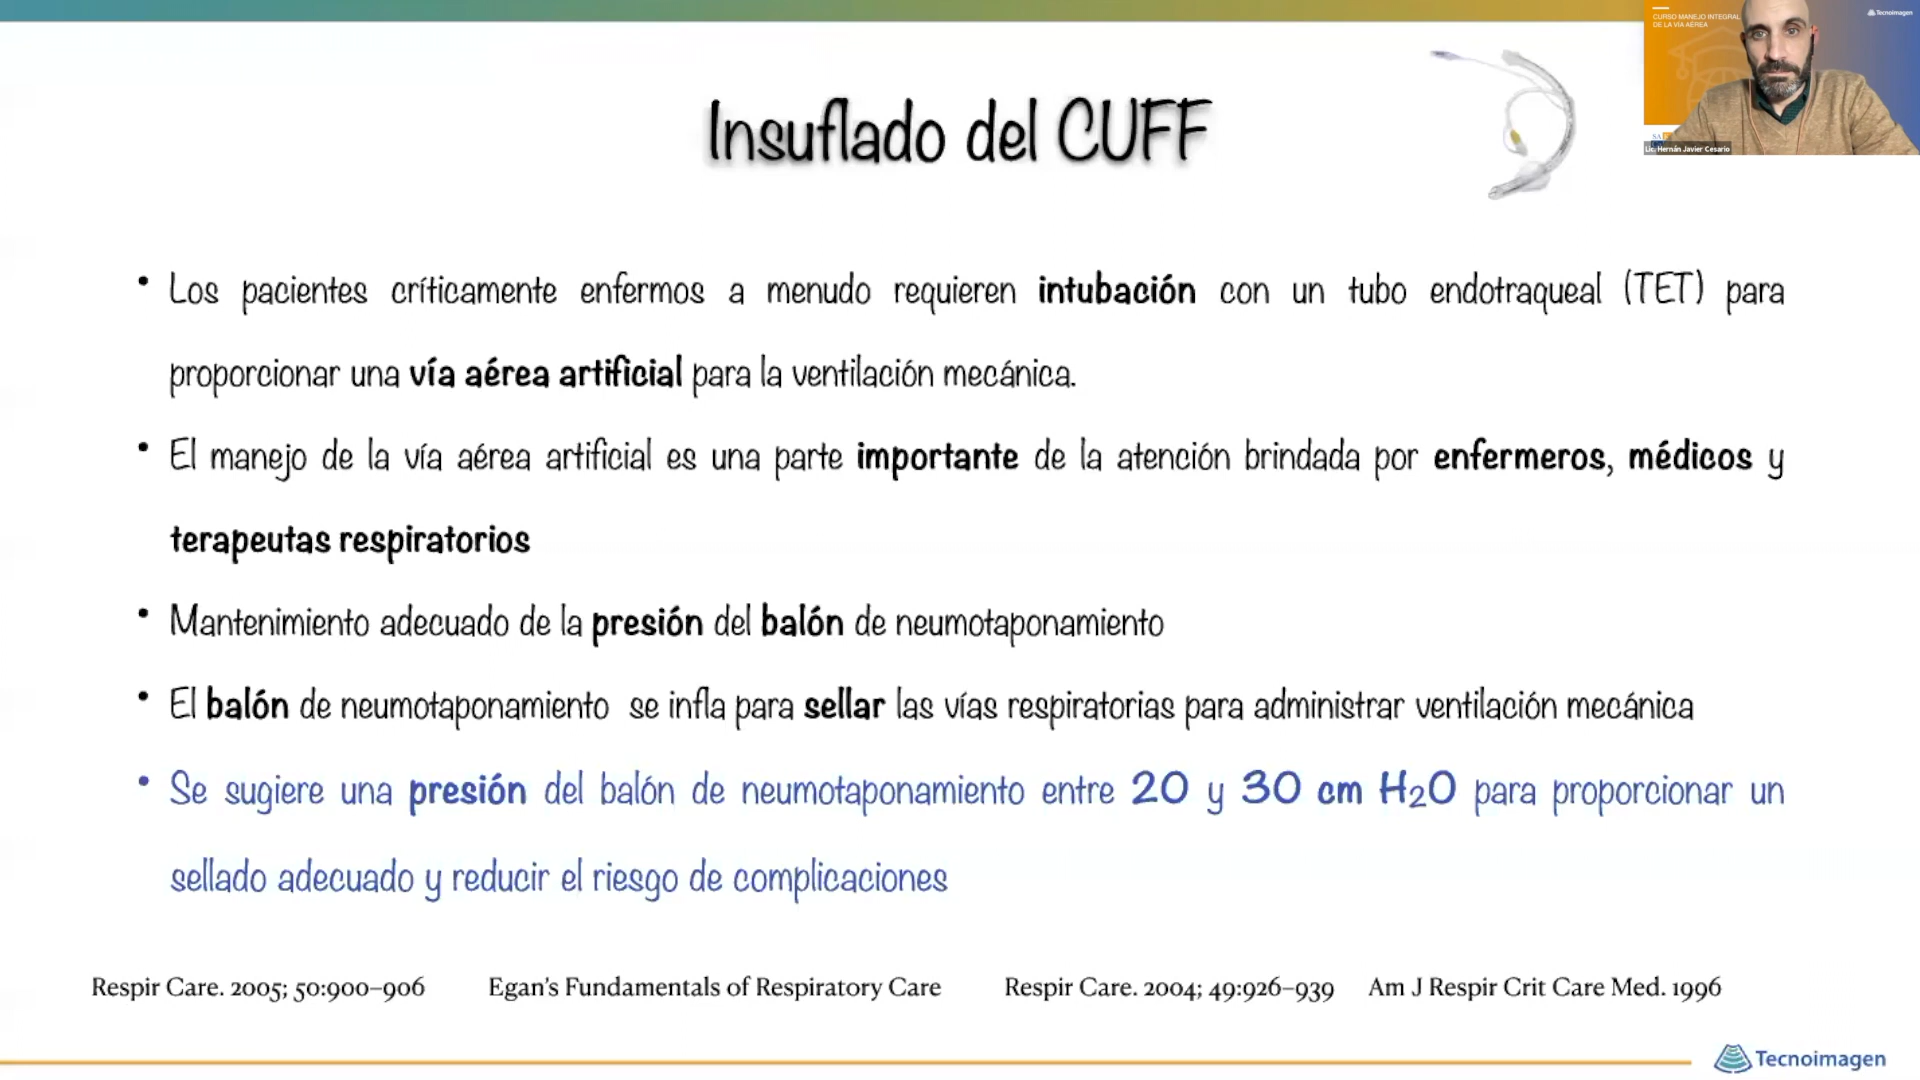 CURSO MANEJO INTEGRAL
DE LA VÍA AÉREA
Tecnoimagen
Lic. Hernán Javier Cesario
Insuflado del CUFF
• Los pacientes críticamente enfermos a menudo requieren intubación con un tubo endotraqueal (TET) para
proporcionar una vía aérea artificial para la ventilación mecánica.
• El manejo de la vía aérea artificial es una parte importante de la atención brindada por enfermeros, médicos y
terapeutas respiratorios
• Mantenimiento adecuado de la presión del balón de neumotaponamiento
• El balón de neumotaponamiento se infla para sellar las vías respiratorias para administrar ventilación mecánica
• Se sugiere una presión del balón de neumotaponamiento entre 20 y 30 cm H₂O para proporcionar un
sellado adecuado y reducir el riesgo de complicaciones
Respir Care. 2005; 50:900–906 Egan's Fundamentals of Respiratory Care Respir Care. 2004; 49:926–939 Am J Respir Crit Care Med. 1996
Tecnoimagen